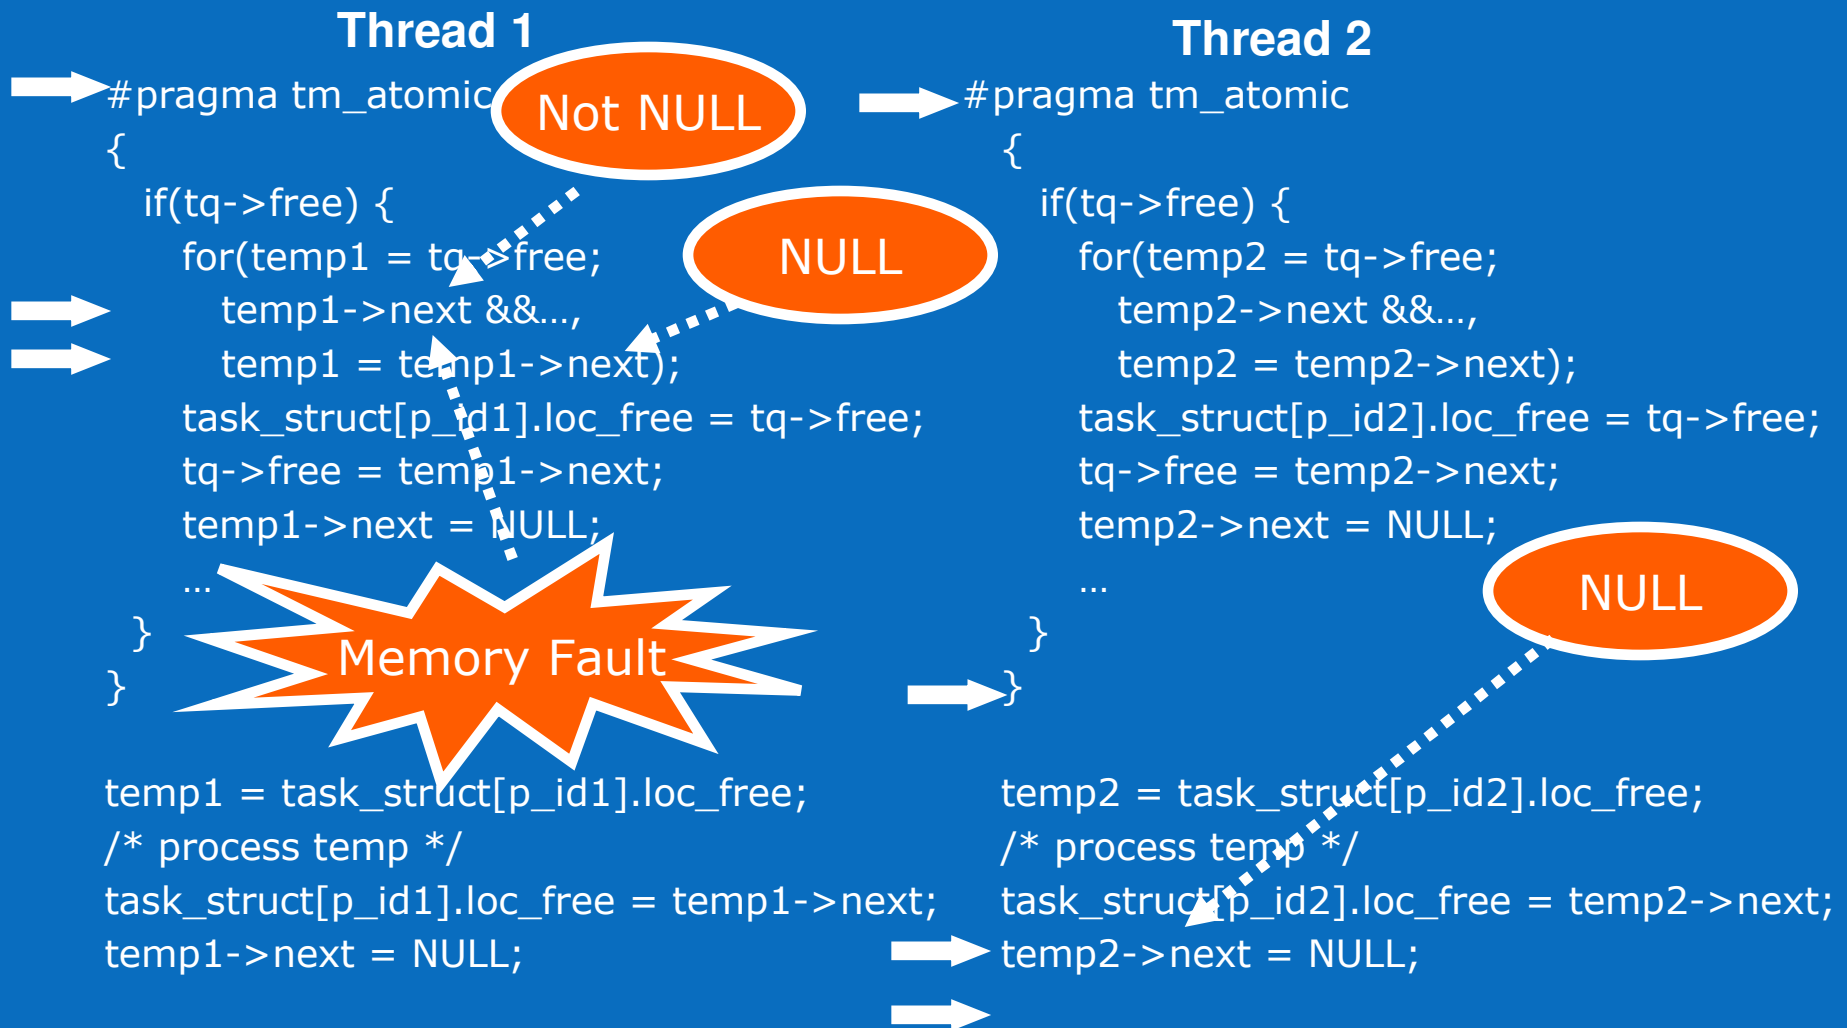 Thread 1
#pragma tm_atomic
{
if(tq->free) {
for(temp1 = tq->free;
temp1->next &&…,
temp1 = temp1->next);
task_struct[p_id1].loc_free = tq->free;
tq->free = temp1->next;
temp1->next = NULL;
…
}
}
temp1 = task_struct[p_id1].loc_free;
/* process temp */
task_struct[p_id1].loc_free = temp1->next;
temp1->next = NULL;
Not NULL
NULL
Memory Fault
Thread 2
#pragma tm_atomic
{
if(tq->free) {
for(temp2 = tq->free;
temp2->next &&…,
temp2 = temp2->next);
task_struct[p_id2].loc_free = tq->free;
tq->free = temp2->next;
temp2->next = NULL;
…
}
}
temp2 = task_struct[p_id2].loc_free;
/* process temp */
task_struct[p_id2].loc_free = temp2->next;
temp2->next = NULL;
NULL